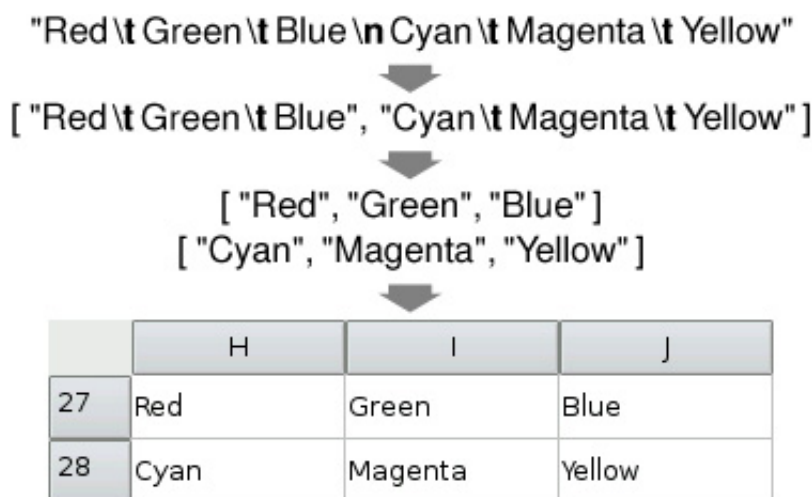 "Red\t Green\t Blue\n Cyan\t Magenta\t Yellow"
[ "Red\t Green\t Blue", "Cyan\t Magenta\t Yellow" ]
[ "Red", "Green", "Blue" ]
[ "Cyan", "Magenta", "Yellow" ]
H I J
27 Red Green Blue
28 Cyan Magenta Yellow